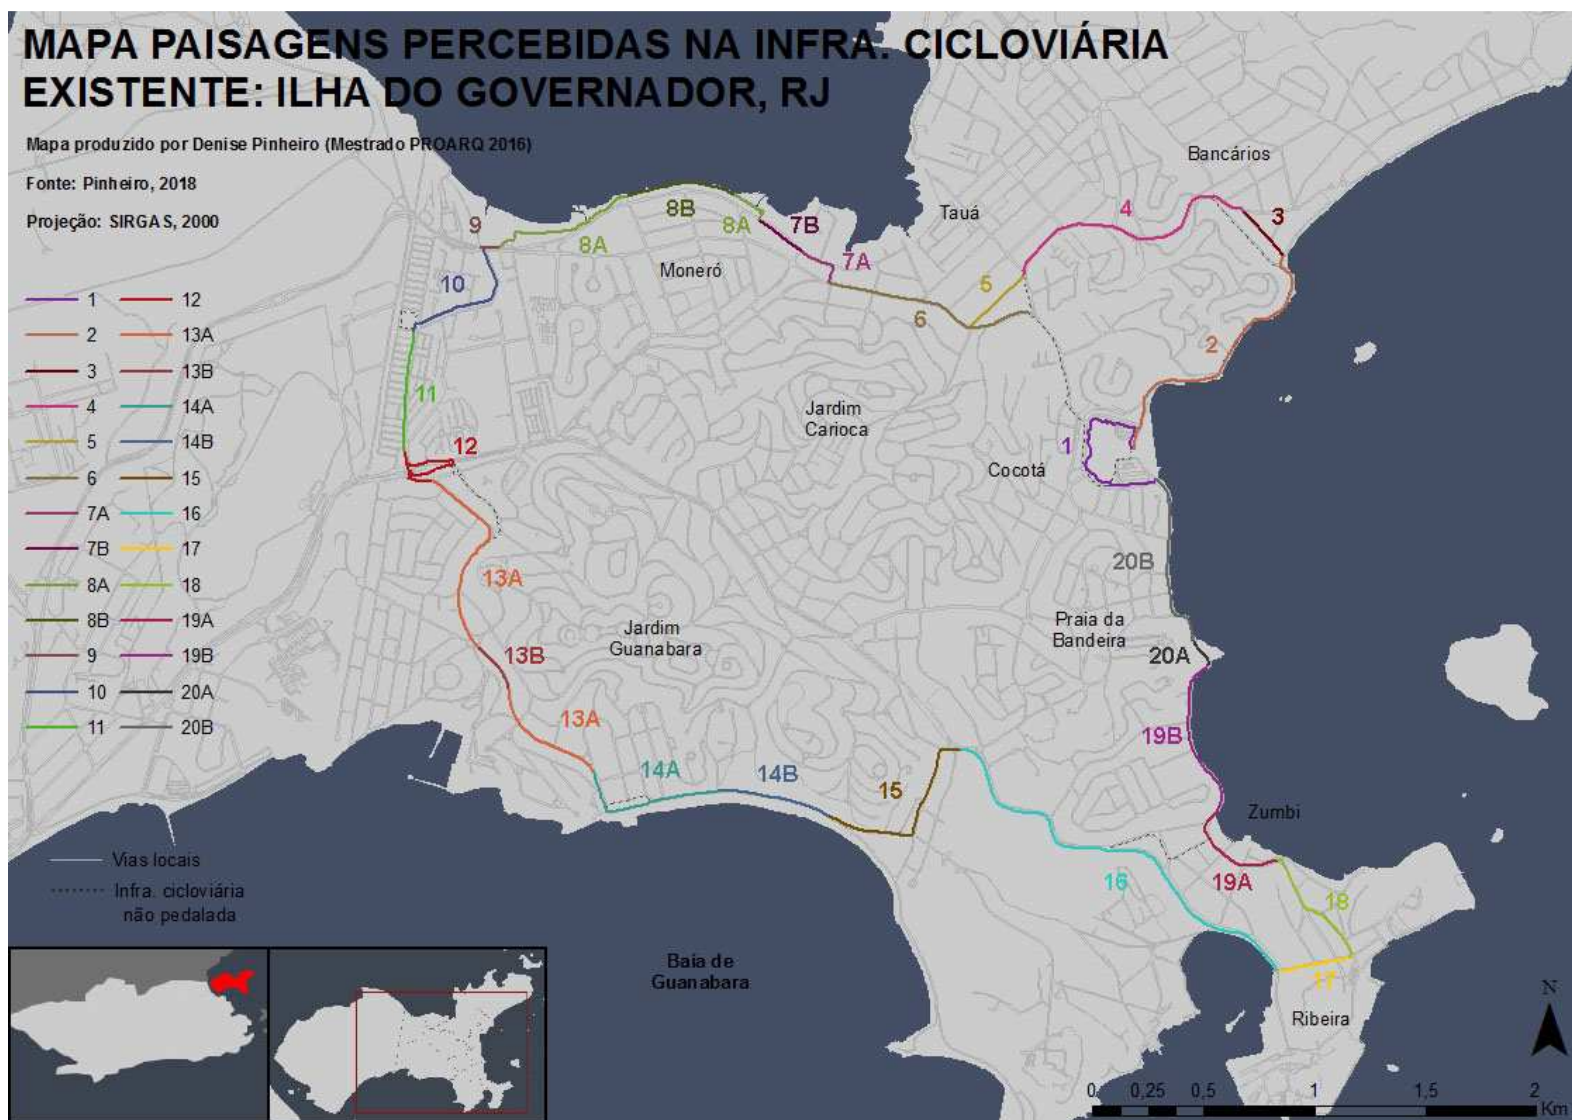 MAPA PAISAGENS PERCEBIDAS NA INFRA. CICLOVIÁRIA
EXISTENTE: ILHA DO GOVERNADOR, RJ
Mapa produzido por Denise Pinheiro (Mestrado PROARQ 2016)
Fonte: Pinheiro, 2018
Projeção: SIRGAS, 2000
1 12
2 13A
3 13B
4 14A
5 14B
6 15
7A 16
7B 17
8A 18
8B 19A
9 19B
10 20A
11 20B
Vias locais
Infra. cicloviária
não pedalada
Bancários
Tauá
4
3
8B
8A
7B
9
8A
7A
Moneró
10
5
6
2
11
Jardim
Carioca
12
1
Cocotá
20B
13A
Jardim
Guanabara
Praia da
Bandeira
13B
20A
13A
19B
14A
14B
15
Zumbi
16
19A
18
17
Baia de
Guanabara
Ribeira
N
0 0,25 0,5 1 1,5 2
Km